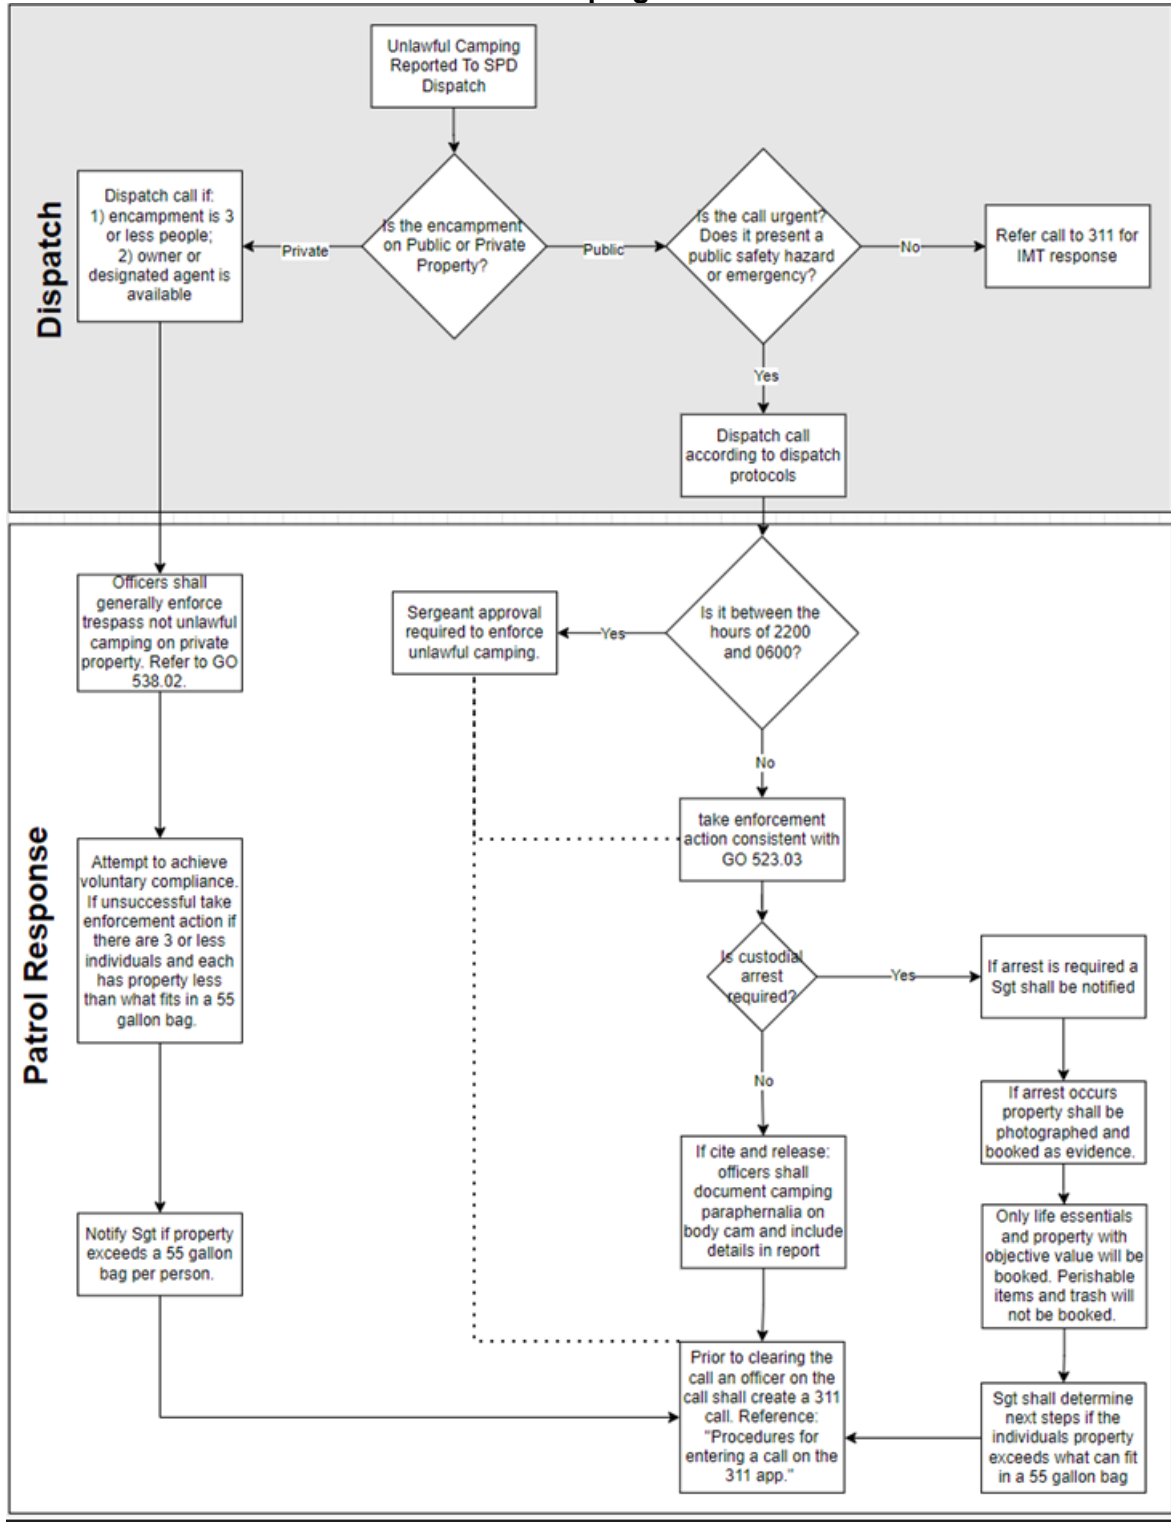 Unlawful Camping
Reported To SPD
Dispatch
Dispatch
Dispatch call if:
1) encampment is 3
or less people;
2) owner or
designated agent is
available
Private
Is the encampment
on Public or Private
Property?
Public
Is the call urgent?
Does it present a
public safety hazard
or emergency?
No
Refer call to 311 for
IMT response
Yes
Dispatch call
according to dispatch
protocols
Patrol Response
Officers shall
generally enforce
trespass not unlawful
camping on private
property. Refer to GO
538.02.
Sergeant approval
required to enforce
unlawful camping.
Yes
Is it between the
hours of 2200
and 0600?
No
take enforcement
action consistent with
GO 523.03
Attempt to achieve
voluntary compliance.
If unsuccessful take
enforcement action if
there are 3 or less
individuals and each
has property less
than what fits in a 55
gallon bag.
Is custodial
arrest
required?
Yes
If arrest is required a
Sgt shall be notified
No
If arrest occurs
property shall be
photographed and
booked as evidence.
If cite and release:
officers shall
document camping
paraphernalia on
body cam and include
details in report
Only life essentials
and property with
objective value will be
booked. Perishable
items and trash will
not be booked.
Notify Sgt if property
exceeds a 55 gallon
bag per person.
Prior to clearing the
call an officer on the
call shall create a 311
call. Reference:
"Procedures for
entering a call on the
311 app."
Sgt shall determine
next steps if the
individuals property
exceeds what can fit
in a 55 gallon bag